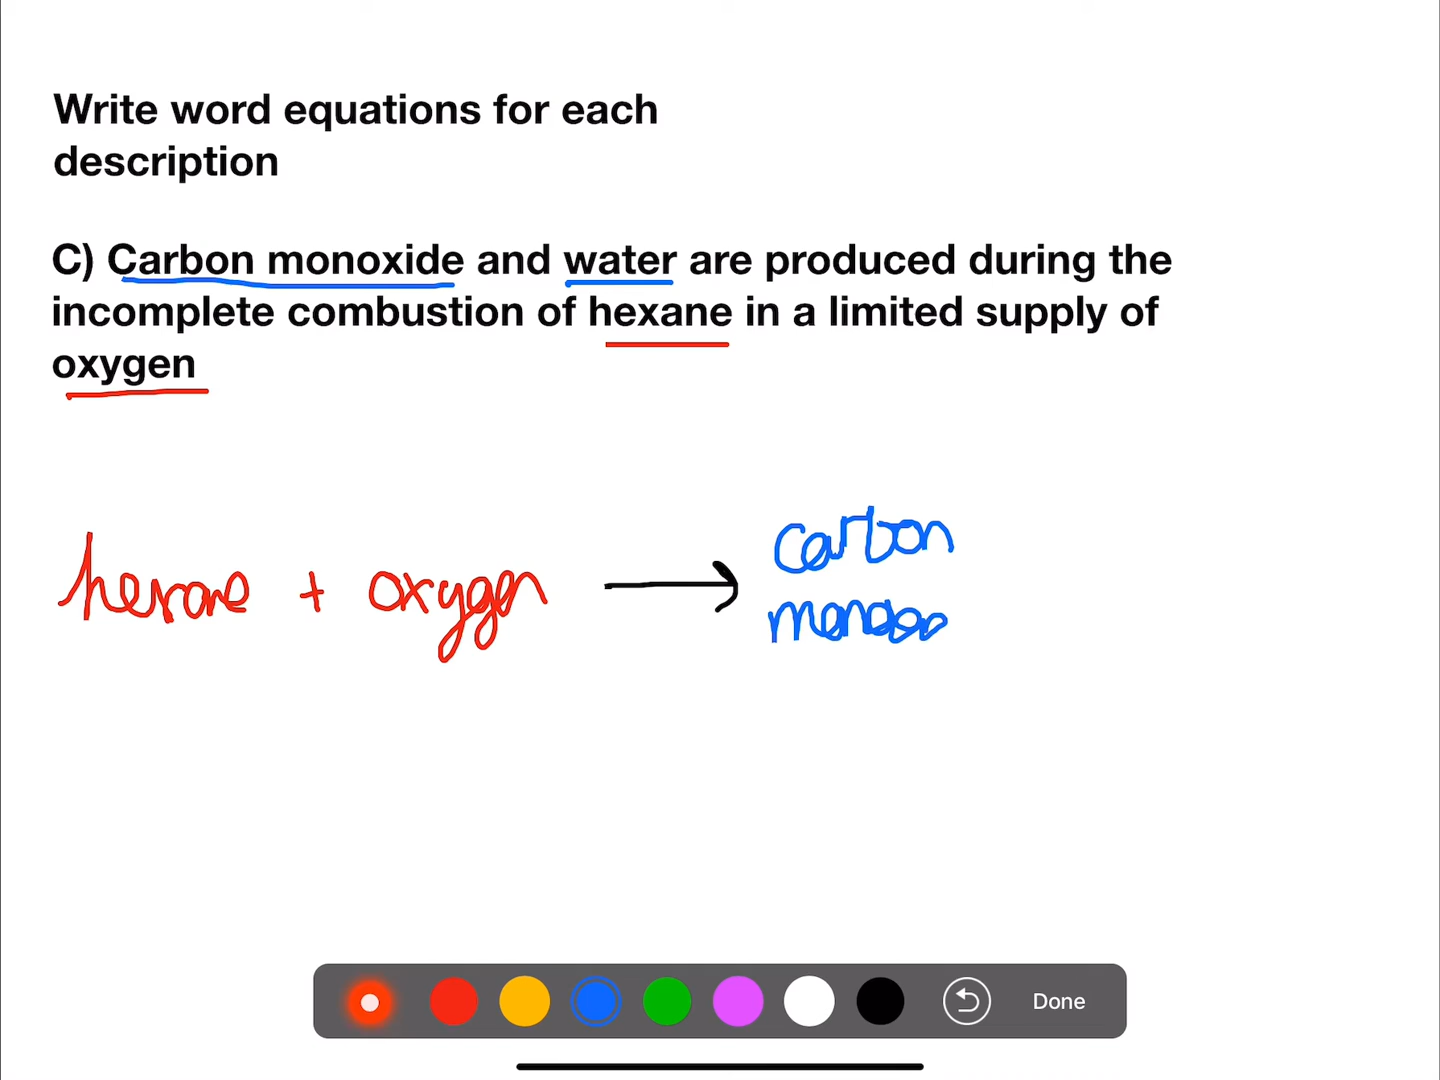 Write word equations for each
description
C) Carbon monoxide and water are produced during the
incomplete combustion of hexane in a limited supply of
oxygen
hexane + oxygen → carbon
Done